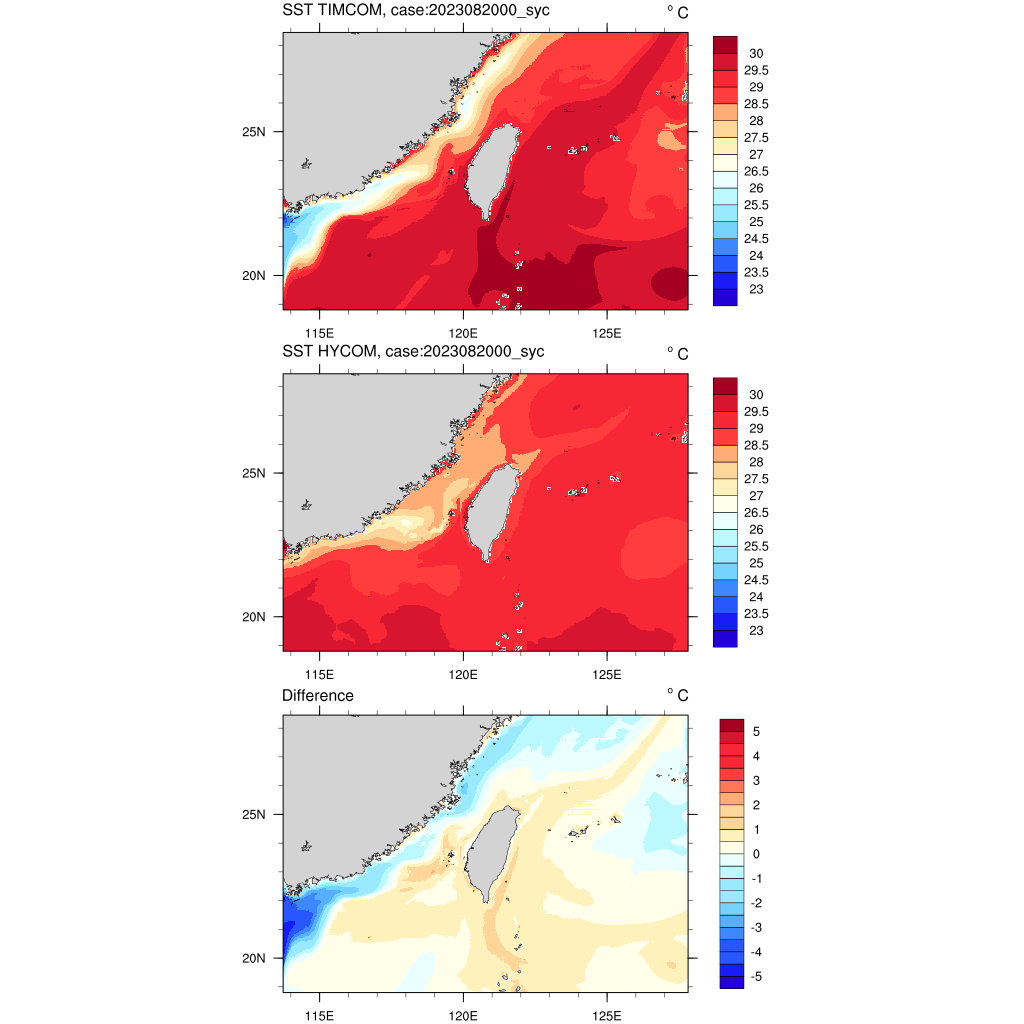 SST TIMCOM, case:2023082000_syc
° C
30
29.5
29
28.5
28
27.5
27
26.5
26
25.5
25
24.5
24
23.5
23
25N
20N
115E 120E 125E
SST HYCOM, case:2023082000_syc
° C
30
29.5
29
28.5
28
27.5
27
26.5
26
25.5
25
24.5
24
23.5
23
25N
20N
115E 120E 125E
Difference
° C
5
4
3
2
1
0
-1
-2
-3
-4
-5
25N
20N
115E 120E 125E